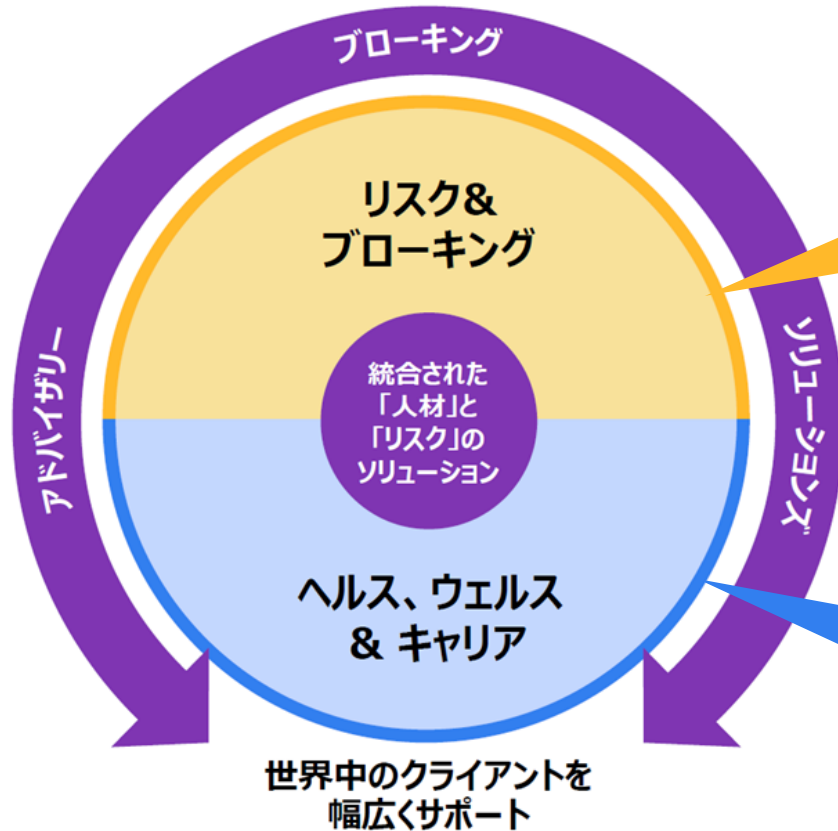 ブローキング
リスク&
ブローキング
アドバイザリー
ソリューションズ
統合された
「人材」と
「リスク」の
ソリューション
ヘルス、ウェルス
& キャリア
世界中のクライアントを
幅広くサポート